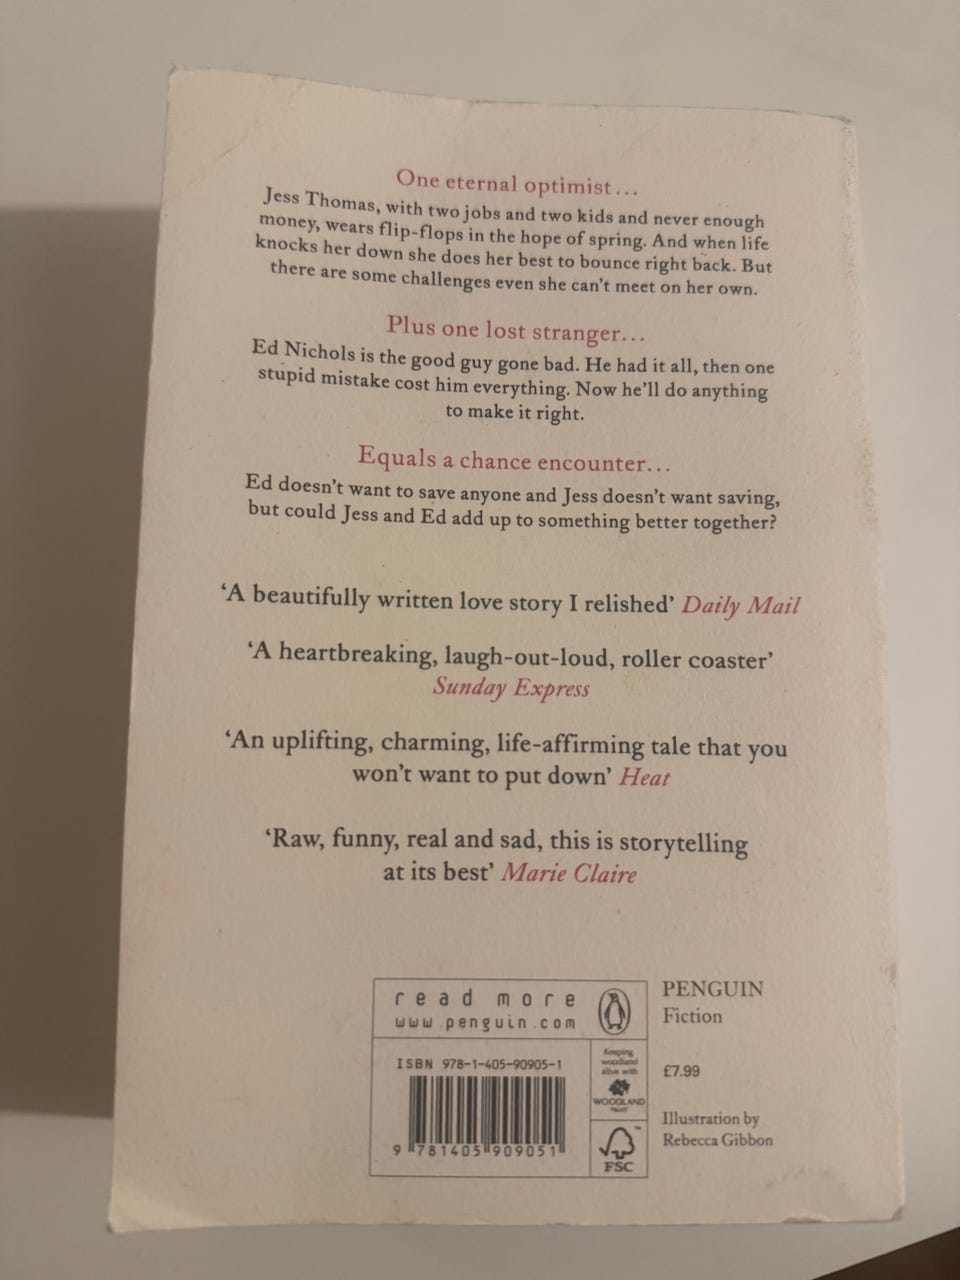 One eternal optimist...
Jess Thomas, with two jobs and two kids and never enough
money, wears flip-flops in the hope of spring. And when life
knocks her down she does her best to bounce right back. But
there are some challenges even she can't meet on her own.
Plus one lost stranger...
Ed Nichols is the good guy gone bad. He had it all, then one
stupid mistake cost him everything. Now he'll do anything
to make it right.
Equals a chance encounter...
Ed doesn't want to save anyone and Jess doesn't want saving,
but could Jess and Ed add up to something better together?
'A beautifully written love story I relished' Daily Mail
'A heartbreaking, laugh-out-loud, roller coaster'
Sunday Express
'An uplifting, charming, life-affirming tale that you
won't want to put down' Heat
'Raw, funny, real and sad, this is storytelling
at its best' Marie Claire
read more
www.penguin.com
ISBN 978-1-405-90905-1
9 781405 909051
Keeping
woodland
alive with
WOODLAND
TRUST
FSC
™
PENGUIN
Fiction
£7.99
Illustration by
Rebecca Gibbon